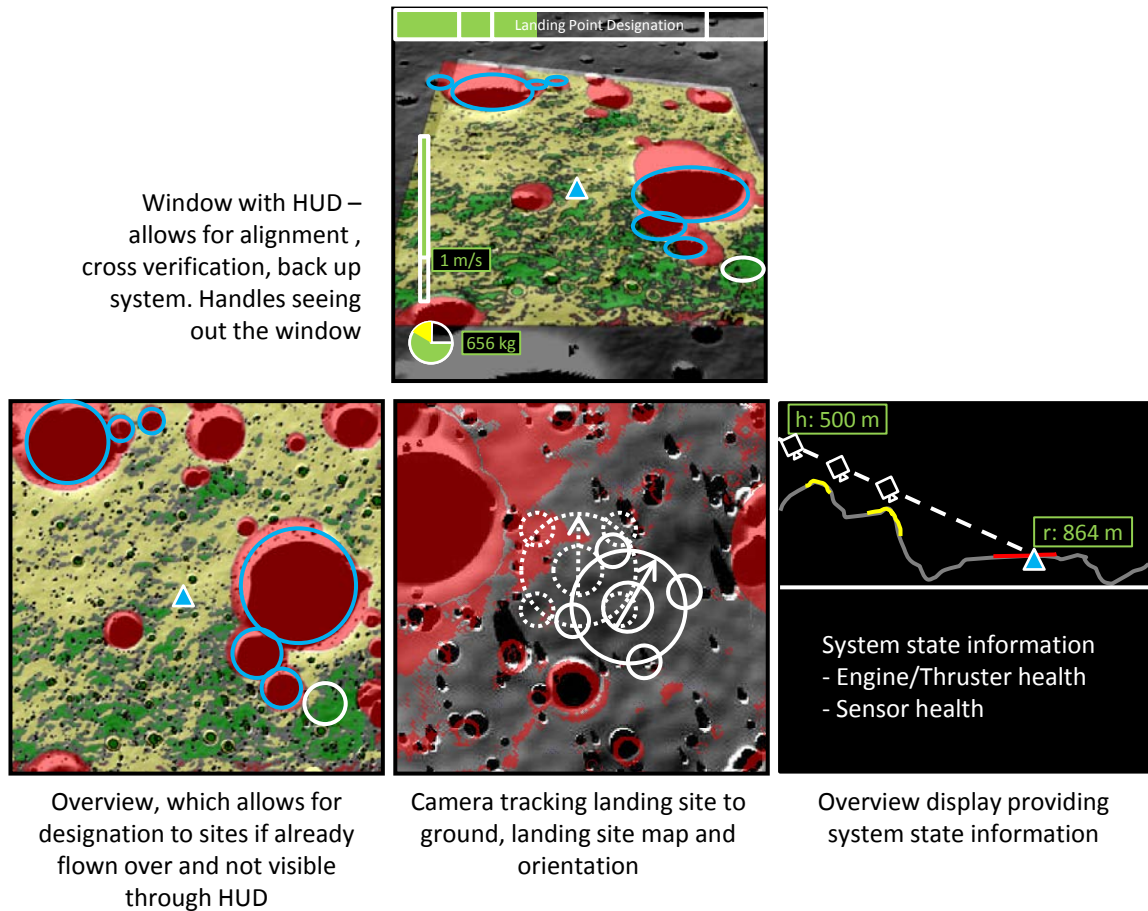 Landing Point Designation
Window with HUD –
allows for alignment ,
cross verification, back up
system. Handles seeing
out the window
1 m/s
656 kg
h: 500 m
r: 864 m
System state information
- Engine/Thruster health
- Sensor health
Overview, which allows for
designation to sites if already
flown over and not visible
through HUD
Camera tracking landing site to
ground, landing site map and
orientation
Overview display providing
system state information